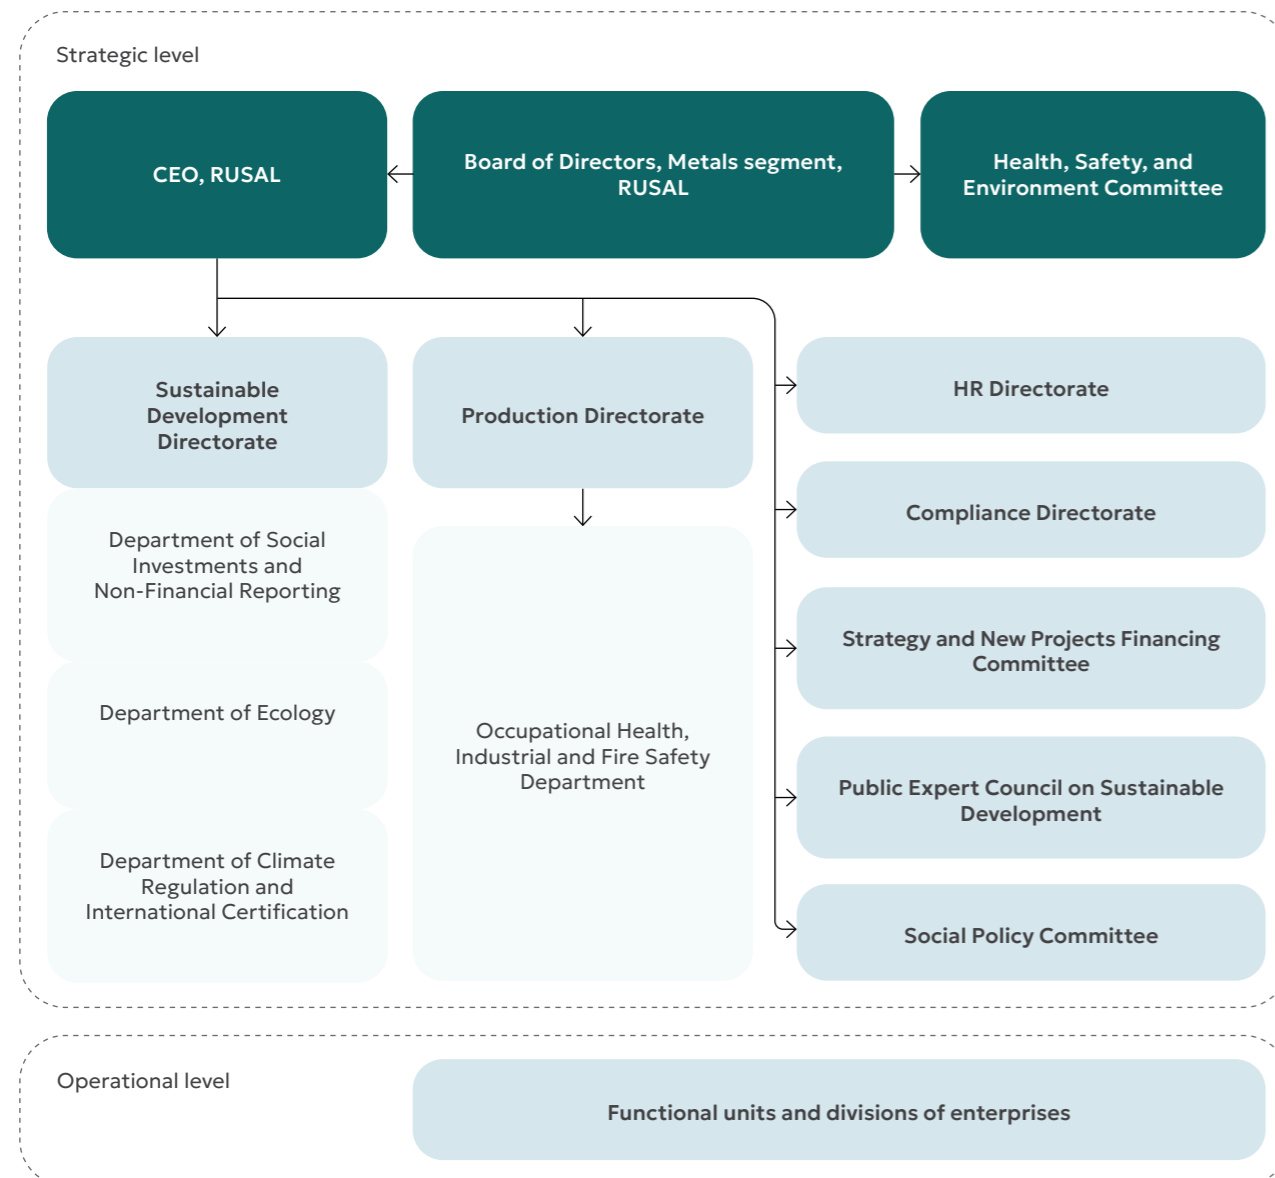 Strategic level
CEO, RUSAL
Board of Directors, Metals segment,
RUSAL
Health, Safety, and
Environment Committee
Sustainable
Development
Directorate
Department of Social
Investments and
Non-Financial Reporting
Department of Ecology
Department of Climate
Regulation and
International Certification
Production Directorate
Occupational Health,
Industrial and Fire Safety
Department
HR Directorate
Compliance Directorate
Strategy and New Projects Financing
Committee
Public Expert Council on Sustainable
Development
Social Policy Committee
Operational level
Functional units and divisions of enterprises